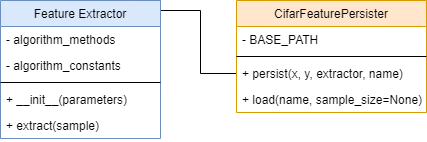 Feature Extractor
- algorithm_methods
- algorithm_constants
+ __init__(parameters)
+ extract(sample)
CifarFeaturePersister
- BASE_PATH
+ persist(x, y, extractor, name)
+ load(name, sample_size=None)